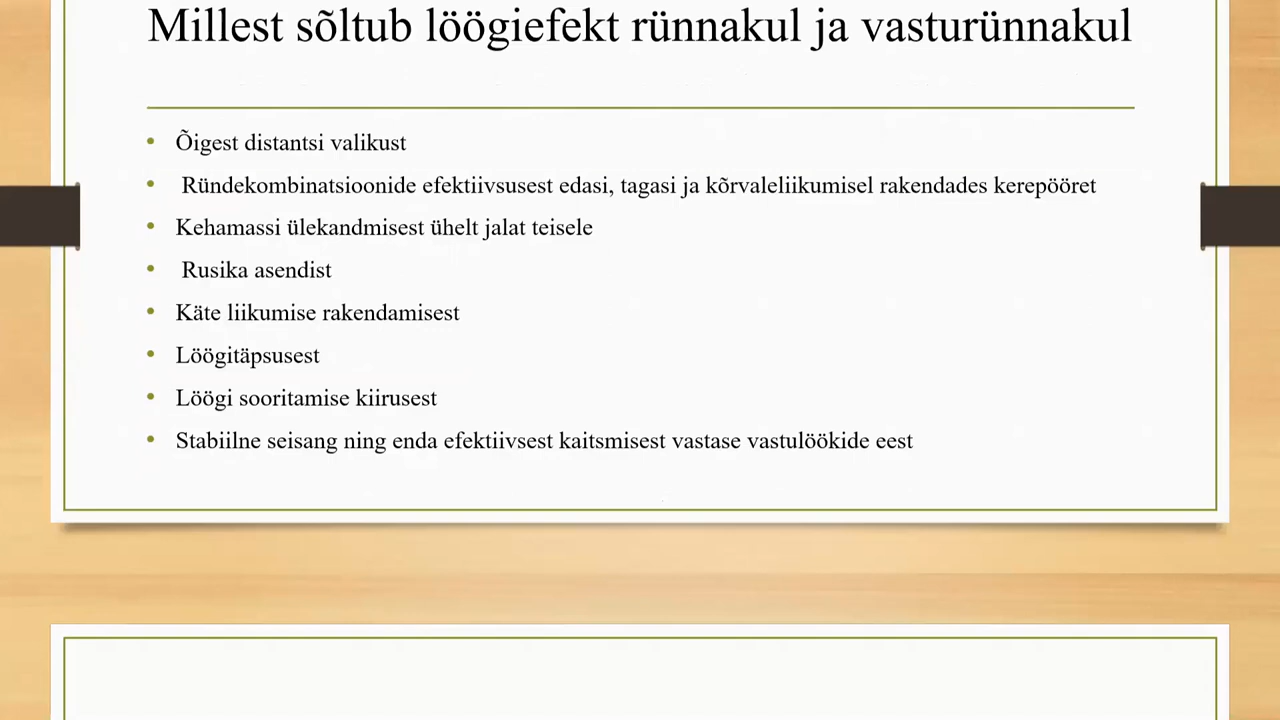 Millest sõltub löögiefekt rünnakul ja vasturünnakul
• Õigest distantsi valikust
• Ründekombinatsioonide efektiivsusest edasi, tagasi ja kõrvaleliikumisel rakendades kerepööret
• Kehamassi ülekandmisest ühelt jalat teisele
• Rusika asendist
• Käte liikumise rakendamisest
• Löögitäpsusest
• Löögi sooritamise kiirusest
• Stabiilne seisang ning enda efektiivsest kaitsmisest vastase vastulöökide eest